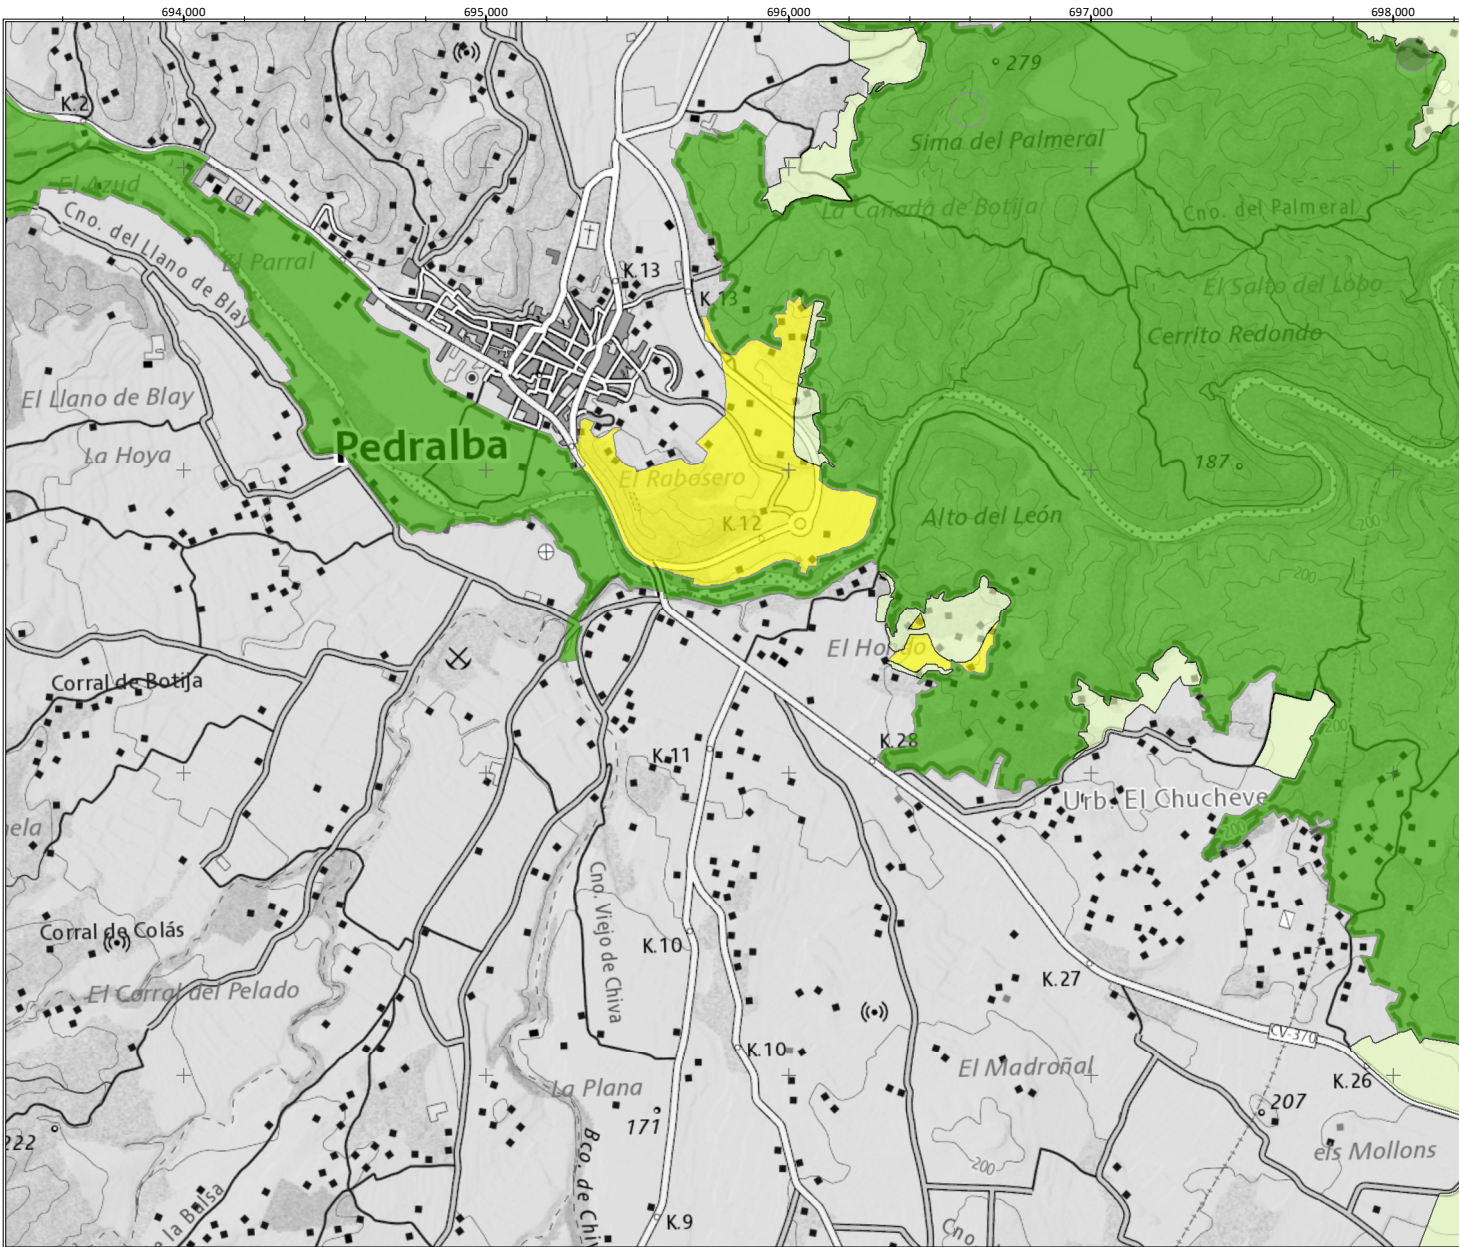 694,000 695,000 696,000 697,000 698,000
279
K.2
Sima del Palmeral
El Azud
La Cañada de Botija
Cno. del Palmeral
Cno. del Llano de Blay
El Parral
K.13
K.13
El Salto del Lobo
Cerrito Redondo
El Llano de Blay
Pedralba
La Hoya
187
El Rabosero
K.12
Alto del León
200
200
El Hondo
Corral de Botija
K.28
200
K.11
Urb. El Chucheve
200
Cno. Viejo de Chiva
Corral de Colás
K.10
K.27
El Corral del Pelado
CV-370
K.10
El Madroñal
K.26
La Plana
207
171
222
Bco. de Chi
els Mollons
200
e la Bulsa
K.9
Cno.